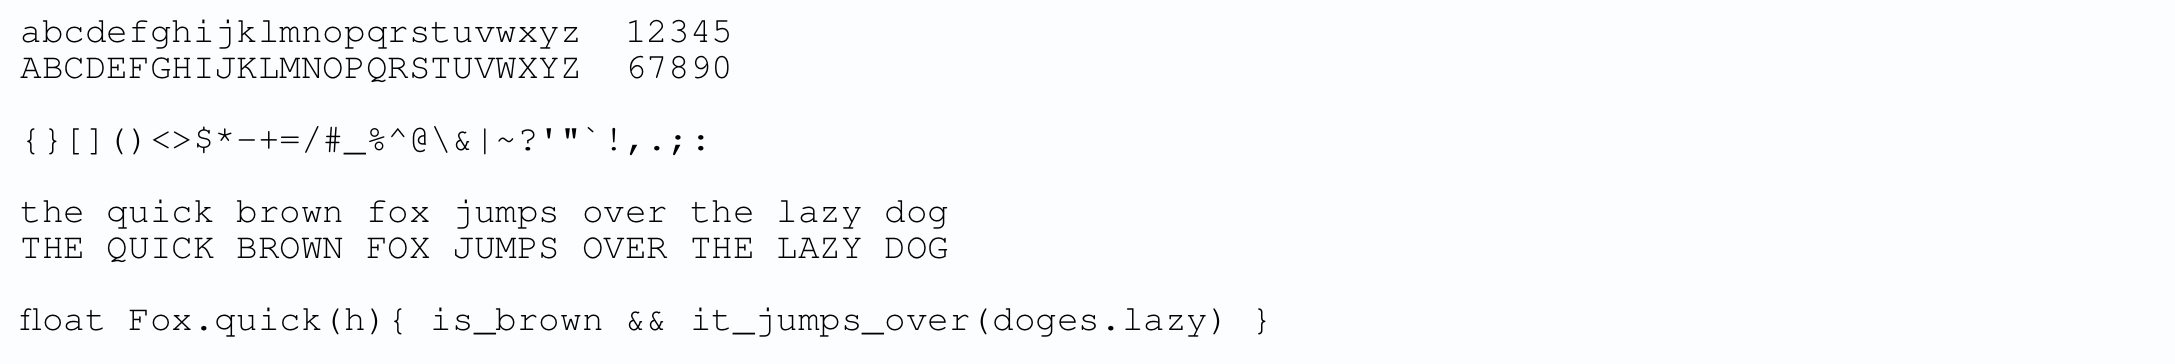 abcdefghijklmnopqrstuvwxyz  12345
ABCDEFGHIJKLMNOPQRSTUVWXYZ  67890
{}[]()<>$*-+=/#_%^@\&|~?'"`!,.;:
the quick brown fox jumps over the lazy dog
THE QUICK BROWN FOX JUMPS OVER THE LAZY DOG
float Fox.quick(h){ is_brown && it_jumps_over(doges.lazy) }